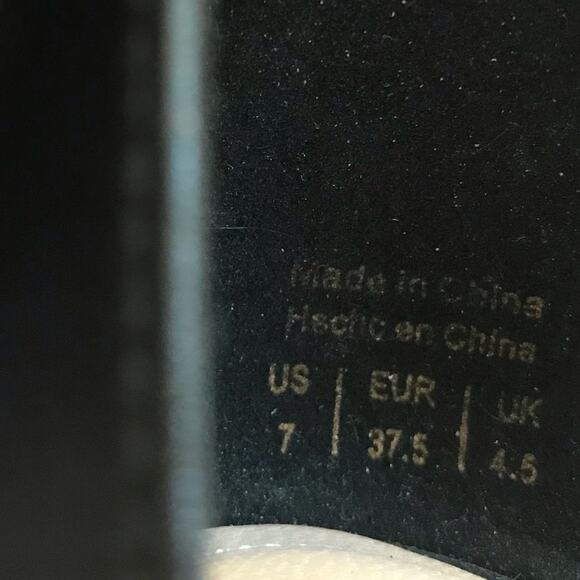 Made in China
Hecho en China
US | EUR | UK
7 | 37.5 | 4.5